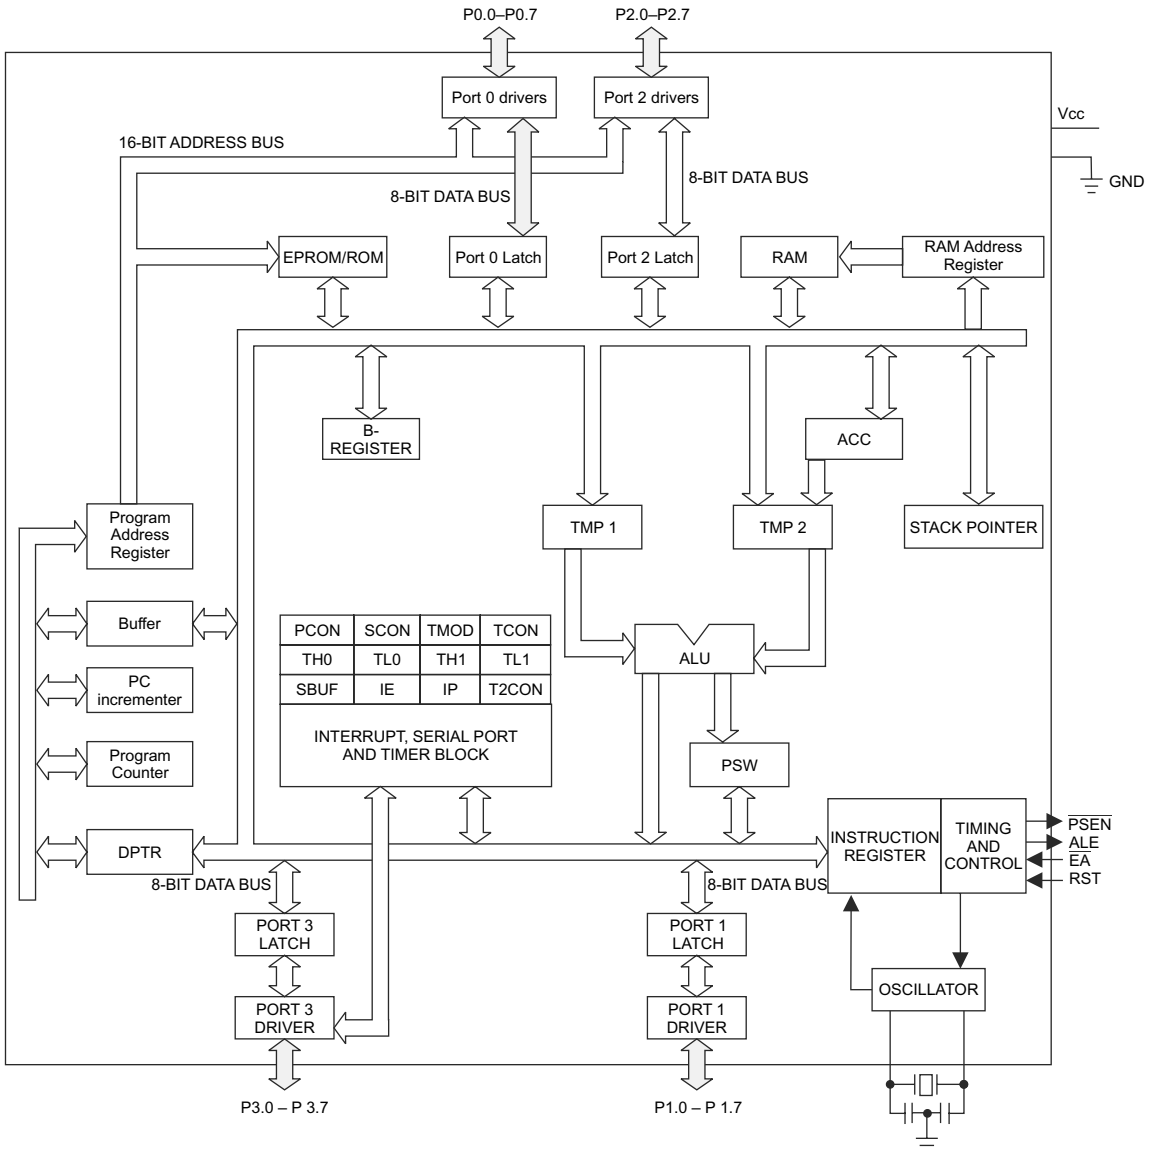 P0.0–P0.7
P2.0–P2.7
Port 0 drivers
Port 2 drivers
Vcc
16-BIT ADDRESS BUS
8-BIT DATA BUS
8-BIT DATA BUS
GND
EPROM/ROM
Port 0 Latch
Port 2 Latch
RAM
RAM Address
Register
B-
REGISTER
ACC
Program
Address
Register
TMP 1
TMP 2
STACK POINTER
Buffer
PCON SCON TMOD TCON
TH0 TL0 TH1 TL1
SBUF IE IP T2CON
ALU
PC
incrementer
INTERRUPT, SERIAL PORT
AND TIMER BLOCK
Program
Counter
PSW
DPTR
INSTRUCTION
REGISTER
TIMING
AND
CONTROL
PSEN
ALE
EA
RST
8-BIT DATA BUS
8-BIT DATA BUS
PORT 3
LATCH
PORT 1
LATCH
OSCILLATOR
PORT 3
DRIVER
PORT 1
DRIVER
P3.0 – P 3.7
P1.0 – P 1.7